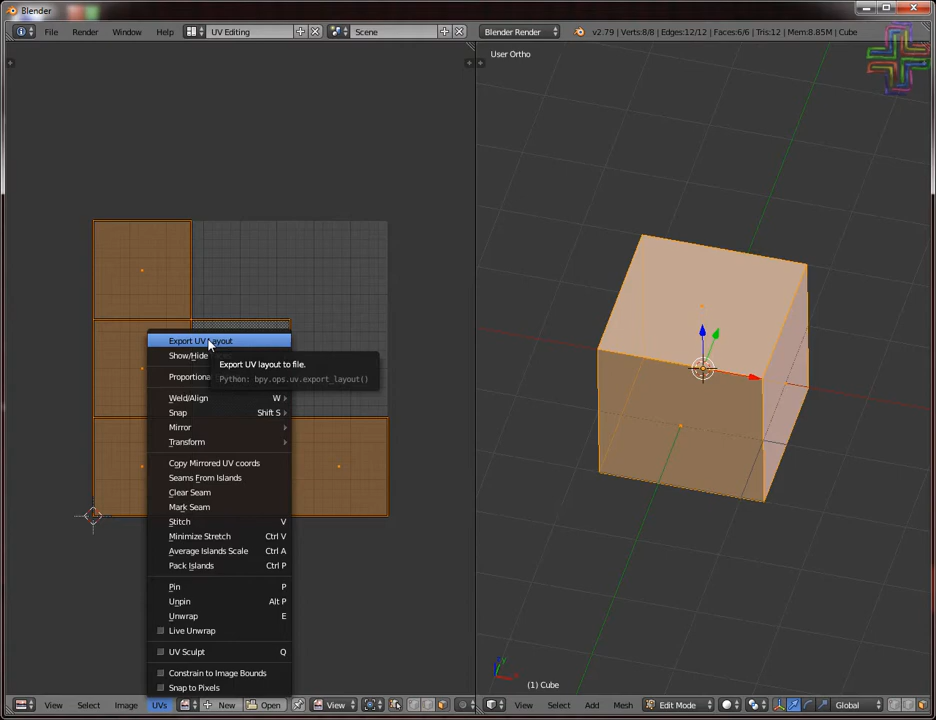 Blender
File Render Window Help UV Editing Scene Blender Render v2.79 | Verts:8/8 | Edges:12/12 | Faces:6/6 | Tris:12 | Mem:8.85M | Cube
User Ortho
Export UV Layout
Show/Hide
Export UV layout to file.
Python: bpy.ops.uv.export_layout()
Proportiona
Weld/Align W
Snap Shift S
Mirror
Transform
Copy Mirrored UV coords
Seams From Islands
Clear Seam
Mark Seam
Stitch V
Minimize Stretch Ctrl V
Average Islands Scale Ctrl A
Pack Islands Ctrl P
Pin P
Unpin Alt P
Unwrap E
Live Unwrap
UV Sculpt Q
Constrain to Image Bounds
Snap to Pixels
(1) Cube
View Select Image UVs New Open View
View Select Add Mesh Edit Mode Global